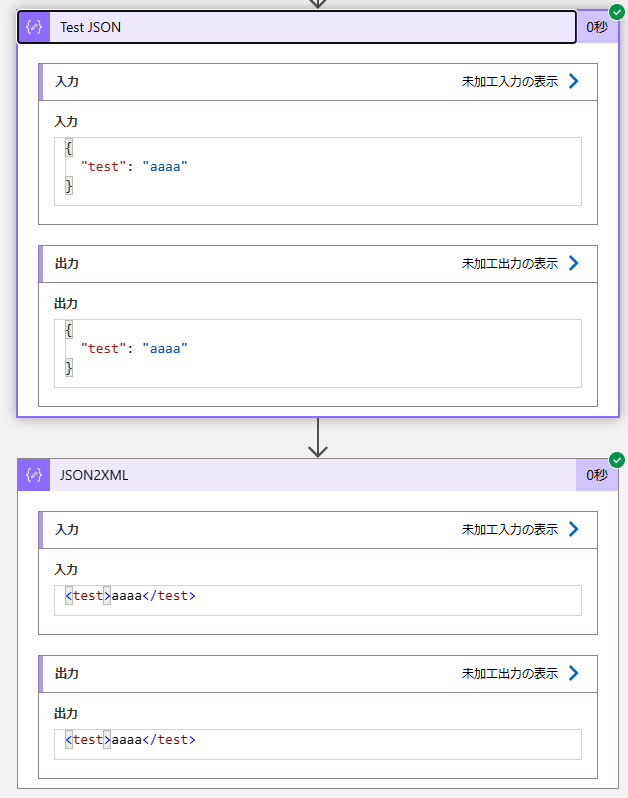 Test JSON
0秒
入力
未加工入力の表示
入力
{
"test": "aaaa"
}
出力
未加工出力の表示
出力
{
"test": "aaaa"
}
JSON2XML
0秒
入力
未加工入力の表示
入力
<test>aaaa</test>
出力
未加工出力の表示
出力
<test>aaaa</test>